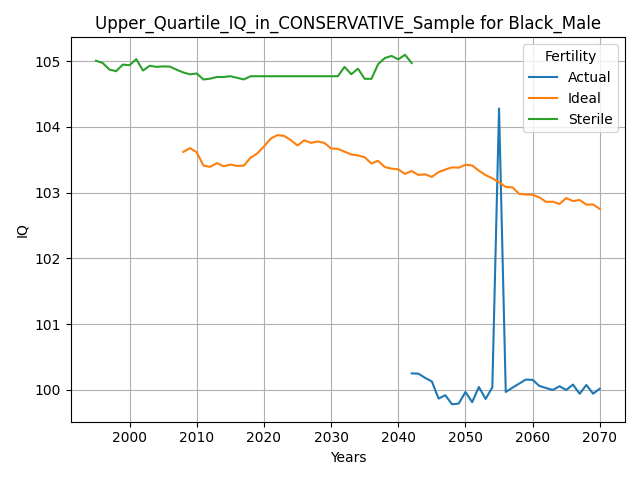 Upper_Quartile_IQ_in_CONSERVATIVE_Sample for Black_Male
Fertility
Actual
Ideal
Sterile
IQ
105
104
103
102
101
100
2000 2010 2020 2030 2040 2050 2060 2070
Years